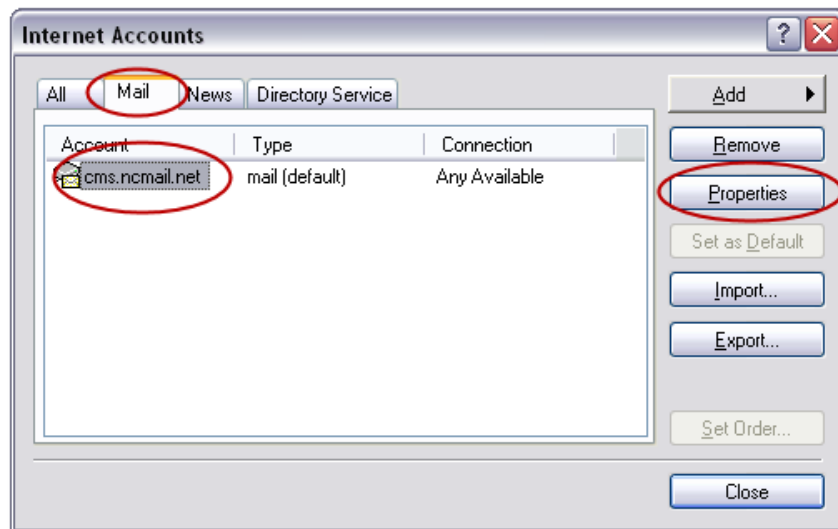 Internet Accounts
All Mail News Directory Service
Account Type Connection
cms.ncmail.net mail (default) Any Available
Add
Remove
Properties
Set as Default
Import...
Export...
Set Order...
Close